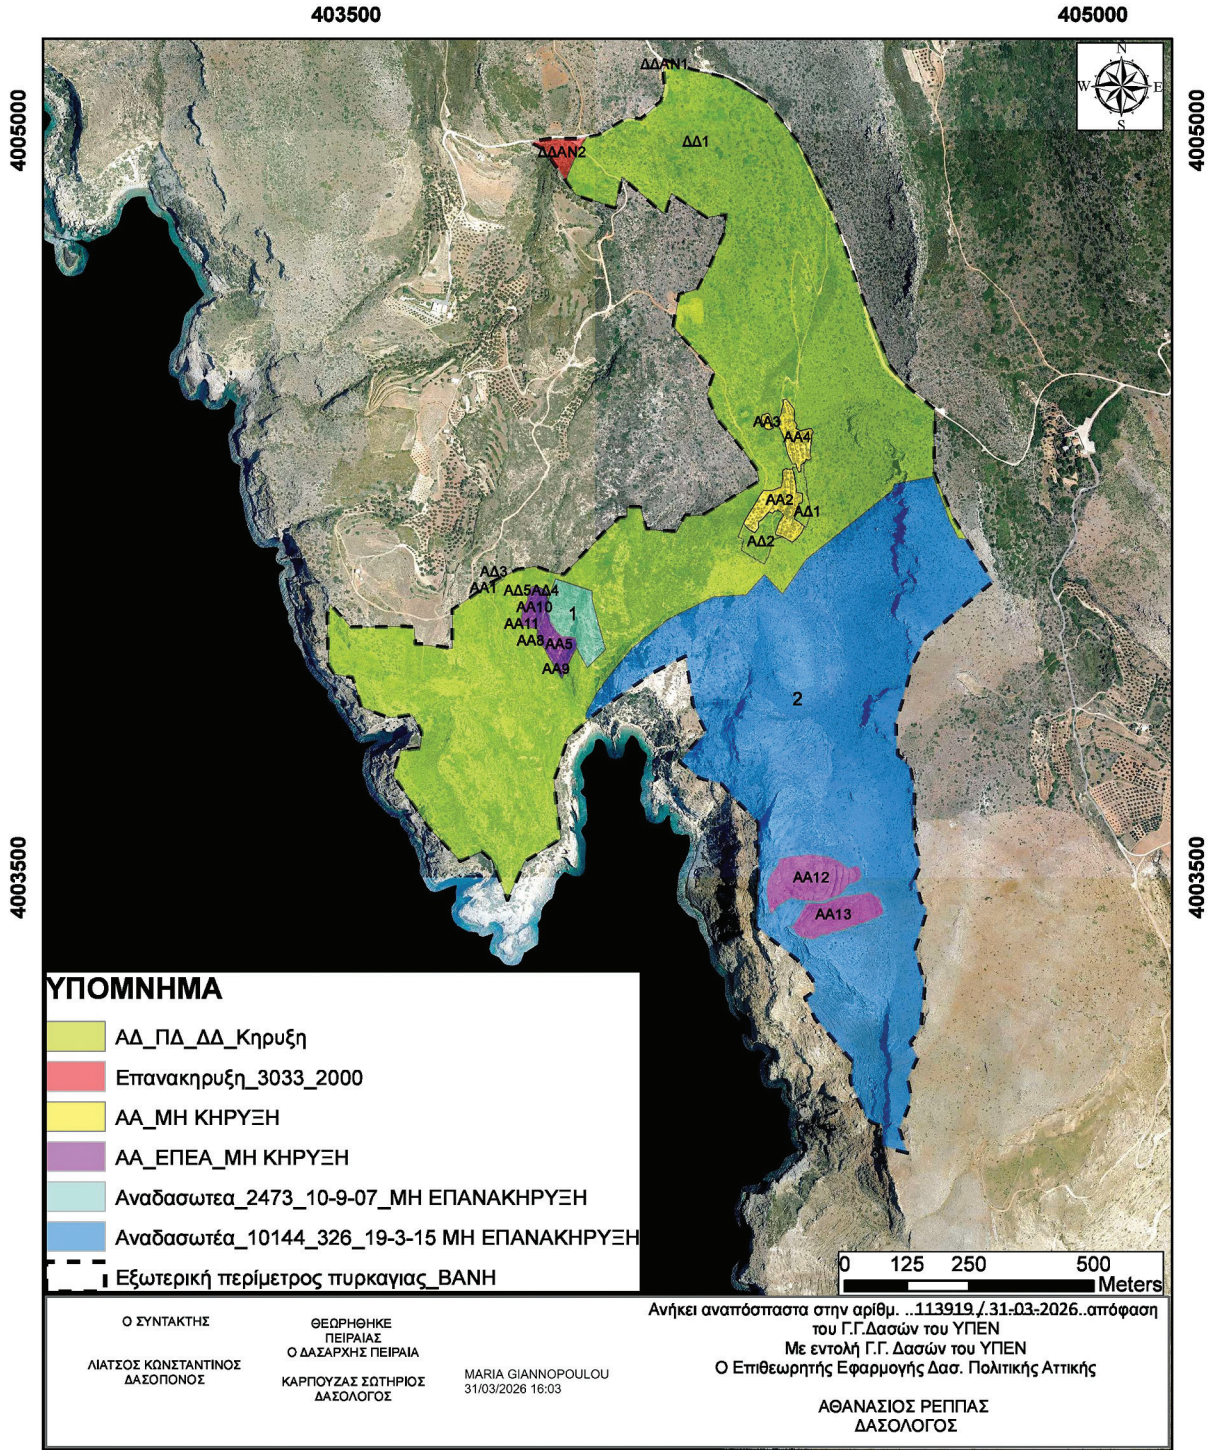 403500
405000
4005000
4005000
N
W
E
S
ΔΔΑΝ1
ΔΔ1
ΔΔΑΝ2
ΑΑ3
ΑΑ4
ΑΑ2
ΑΔ1
ΑΔ2
ΑΔ3
ΑΑ1
ΑΔ5ΑΔ4
ΑΑ10
1
ΑΑ11
ΑΑ8
ΑΑ5
ΑΑ9
2
4003500
4003500
ΑΑ12
ΑΑ13
ΥΠΟΜΝΗΜΑ
ΑΔ_ΠΔ_ΔΔ_Κηρυξη
Επανακηρυξη_3033_2000
ΑΑ_ΜΗ ΚΗΡΥΞΗ
ΑΑ_ΕΠΕΑ_ΜΗ ΚΗΡΥΞΗ
Αναδασωτεα_2473_10-9-07_ΜΗ ΕΠΑΝΑΚΗΡΥΞΗ
Αναδασωτέα_10144_326_19-3-15 ΜΗ ΕΠΑΝΑΚΗΡΥΞΗ
Εξωτερική περίμετρος πυρκαγιας_ΒΑΝΗ
0 125 250 500
Meters
Ο ΣΥΝΤΑΚΤΗΣ
ΛΙΑΤΣΟΣ ΚΩΝΣΤΑΝΤΙΝΟΣ
ΔΑΣΟΠΟΝΟΣ
ΘΕΩΡΗΘΗΚΕ
ΠΕΙΡΑΙΑΣ
Ο ΔΑΣΑΡΧΗΣ ΠΕΙΡΑΙΑ
ΚΑΡΠΟΥΖΑΣ ΣΩΤΗΡΙΟΣ
ΔΑΣΟΛΟΓΟΣ
MARIA GIANNOPOULOU
31/03/2026 16:03
Ανήκει αναπόσπαστα στην αρίθμ. ..113919./.31-03-2026..απόφαση
του Γ.Γ.Δασών του ΥΠΕΝ
Με εντολή Γ.Γ. Δασών του ΥΠΕΝ
Ο Επιθεωρητής Εφαρμογής Δασ. Πολιτικής Αττικής
ΑΘΑΝΑΣΙΟΣ ΡΕΠΠΑΣ
ΔΑΣΟΛΟΓΟΣ